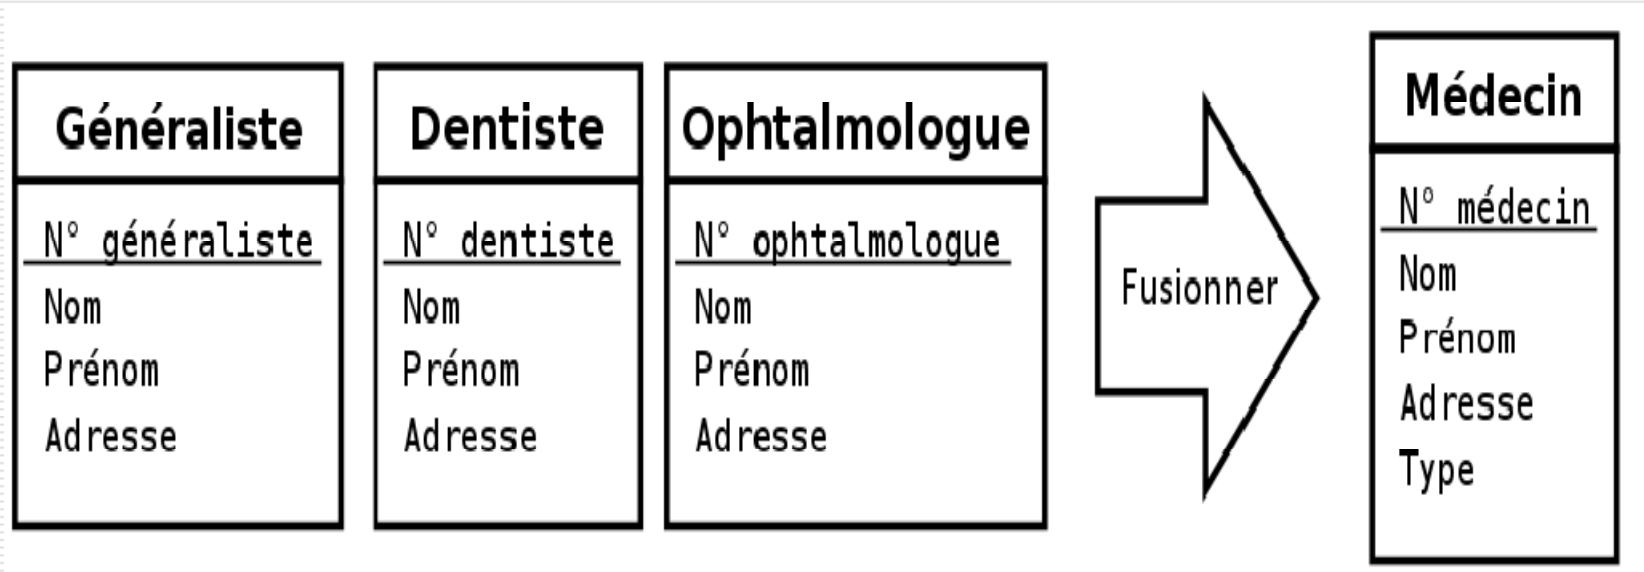 Généraliste
N° généraliste
Nom
Prénom
Adresse
Dentiste
N° dentiste
Nom
Prénom
Adresse
Ophtalmologue
N° ophtalmologue
Nom
Prénom
Adresse
Fusionner
Médecin
N° médecin
Nom
Prénom
Adresse
Type